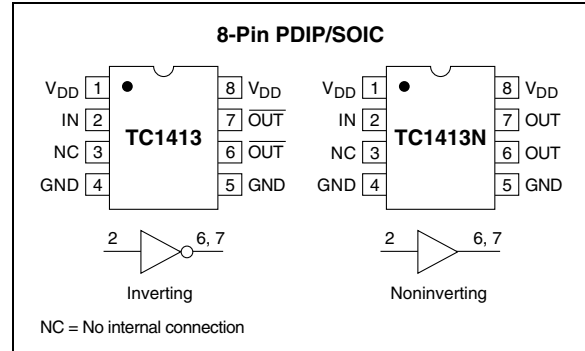 8-Pin PDIP/SOIC
VDD 1 8 VDD
IN 2 7 OUT
NC 3 6 OUT
GND 4 5 GND
TC1413
2 6, 7
Inverting
VDD 1 8 VDD
IN 2 7 OUT
NC 3 6 OUT
GND 4 5 GND
TC1413N
2 6, 7
Noninverting
NC = No internal connection